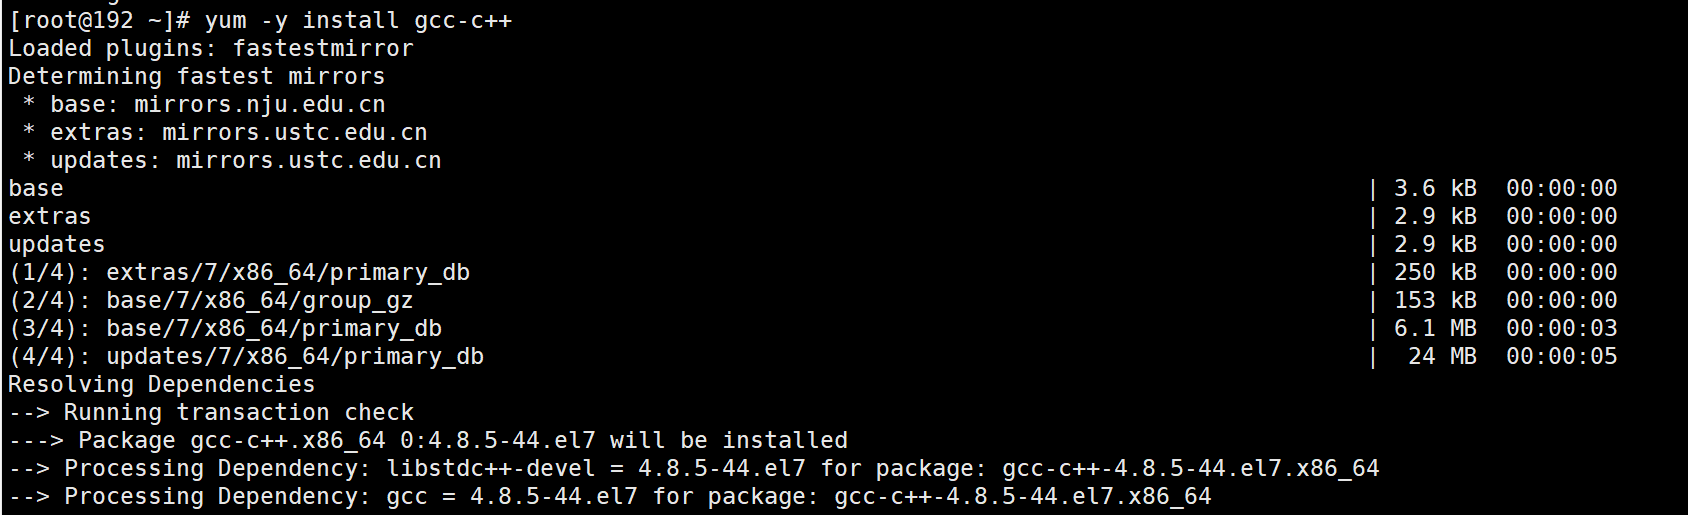 [root@192 ~]# yum -y install gcc-c++
Loaded plugins: fastestmirror
Determining fastest mirrors
 * base: mirrors.nju.edu.cn
 * extras: mirrors.ustc.edu.cn
 * updates: mirrors.ustc.edu.cn
base | 3.6 kB 00:00:00
extras | 2.9 kB 00:00:00
updates | 2.9 kB 00:00:00
(1/4): extras/7/x86_64/primary_db | 250 kB 00:00:00
(2/4): base/7/x86_64/group_gz | 153 kB 00:00:00
(3/4): base/7/x86_64/primary_db | 6.1 MB 00:00:03
(4/4): updates/7/x86_64/primary_db | 24 MB 00:00:05
Resolving Dependencies
--> Running transaction check
---> Package gcc-c++.x86_64 0:4.8.5-44.el7 will be installed
--> Processing Dependency: libstdc++-devel = 4.8.5-44.el7 for package: gcc-c++-4.8.5-44.el7.x86_64
--> Processing Dependency: gcc = 4.8.5-44.el7 for package: gcc-c++-4.8.5-44.el7.x86_64